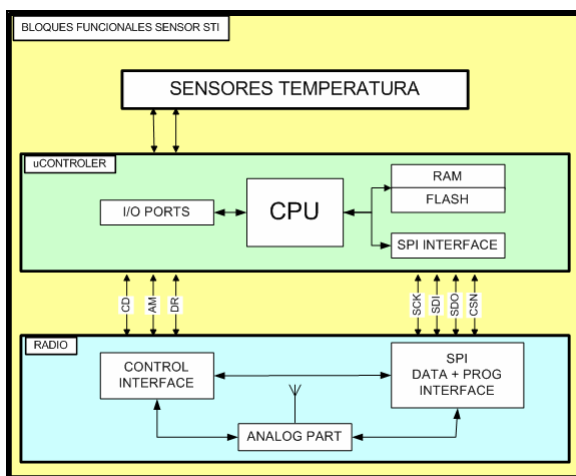 BLOQUES FUNCIONALES SENSOR STI
SENSORES TEMPERATURA
uCONTROLER
RAM
FLASH
I/O PORTS
CPU
SPI INTERFACE
CD
AM
DR
SCK
SDI
SDO
CSN
RADIO
CONTROL
INTERFACE
SPI
DATA + PROG
INTERFACE
ANALOG PART